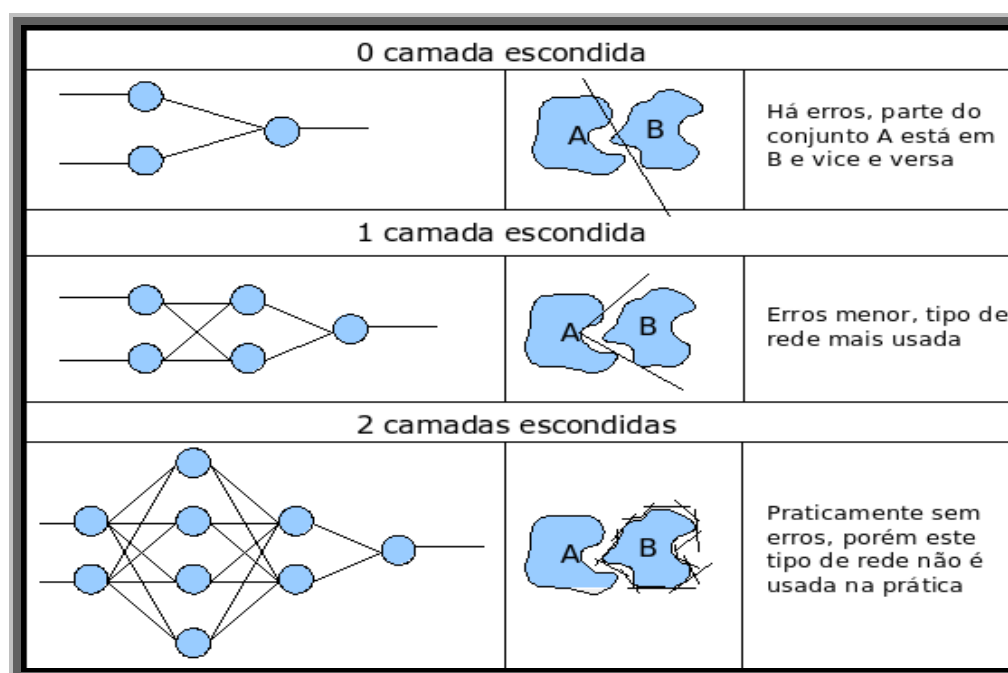 0 camada escondida
A
B
Há erros, parte do
conjunto A está em
B e vice e versa
1 camada escondida
A
B
Erros menor, tipo de
rede mais usada
2 camadas escondidas
A
B
Praticamente sem
erros, porém este
tipo de rede não é
usada na prática